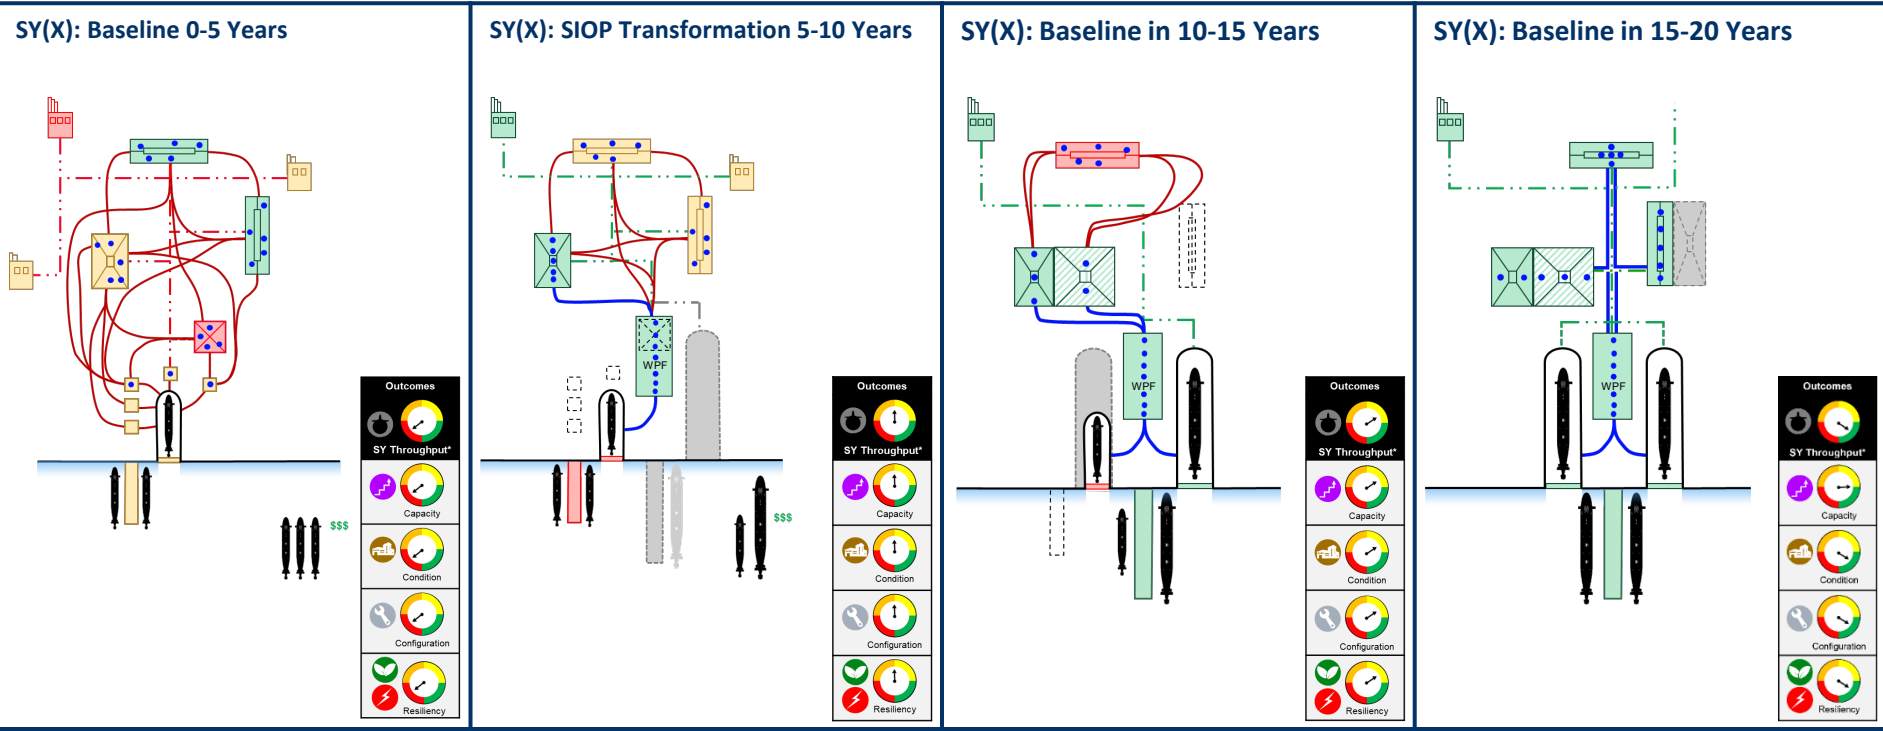 SY(X): Baseline 0-5 Years
$$$
Outcomes
SY Throughput*
Capacity
Condition
Configuration
Resiliency
SY(X): SIOP Transformation 5-10 Years
WPF
$$$
Outcomes
SY Throughput*
Capacity
Condition
Configuration
Resiliency
SY(X): Baseline in 10-15 Years
WPF
Outcomes
SY Throughput*
Capacity
Condition
Configuration
Resiliency
SY(X): Baseline in 15-20 Years
WPF
Outcomes
SY Throughput*
Capacity
Condition
Configuration
Resiliency